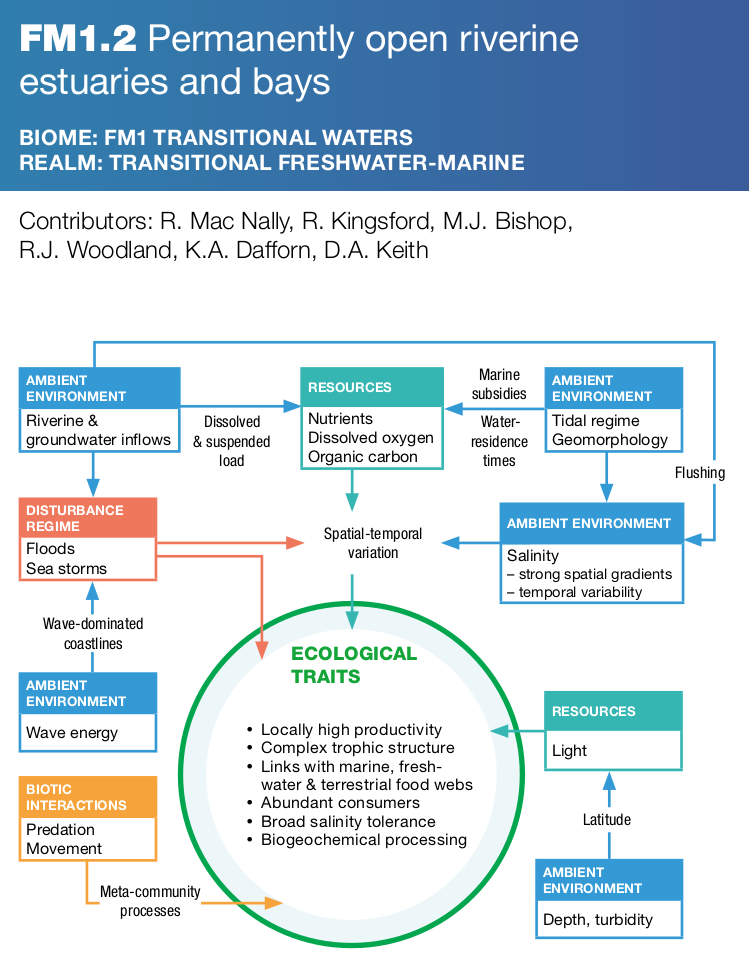 FM1.2 Permanently open riverine
estuaries and bays
BIOME: FM1 TRANSITIONAL WATERS
REALM: TRANSITIONAL FRESHWATER-MARINE
Contributors: R. Mac Nally, R. Kingsford, M.J. Bishop,
R.J. Woodland, K.A. Dafforn, D.A. Keith
AMBIENT
ENVIRONMENT
Riverine &
groundwater inflows
Dissolved
& suspended
load
RESOURCES
Nutrients
Dissolved oxygen
Organic carbon
Marine
subsidies
Water-
residence
times
AMBIENT
ENVIRONMENT
Tidal regime
Geomorphology
Flushing
DISTURBANCE
REGIME
Floods
Sea storms
Spatial-temporal
variation
AMBIENT ENVIRONMENT
Salinity
– strong spatial gradients
– temporal variability
Wave-dominated
coastlines
AMBIENT
ENVIRONMENT
Wave energy
ECOLOGICAL
TRAITS
• Locally high productivity
• Complex trophic structure
• Links with marine, fresh-
water & terrestrial food webs
• Abundant consumers
• Broad salinity tolerance
• Biogeochemical processing
RESOURCES
Light
Latitude
AMBIENT
ENVIRONMENT
Depth, turbidity
BIOTIC
INTERACTIONS
Predation
Movement
Meta-community
processes